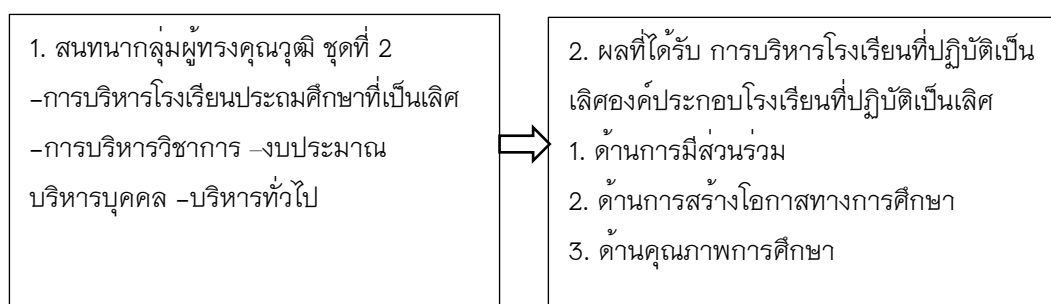 1. สนทนากลุ่มผู้ทรงคุณวุฒิ ชุดที่ 2
-การบริหารโรงเรียนประถมศึกษาที่เป็นเลิศ
-การบริหารวิชาการ –งบประมาณ
บริหารบุคคล -บริหารทั่วไป
2. ผลที่ได้รับ การบริหารโรงเรียนที่ปฏิบัติเป็น
เลิศองค์ประกอบโรงเรียนที่ปฏิบัติเป็นเลิศ
1. ด้านการมีส่วนร่วม
2. ด้านการสร้างโอกาสทางการศึกษา
3. ด้านคุณภาพการศึกษา